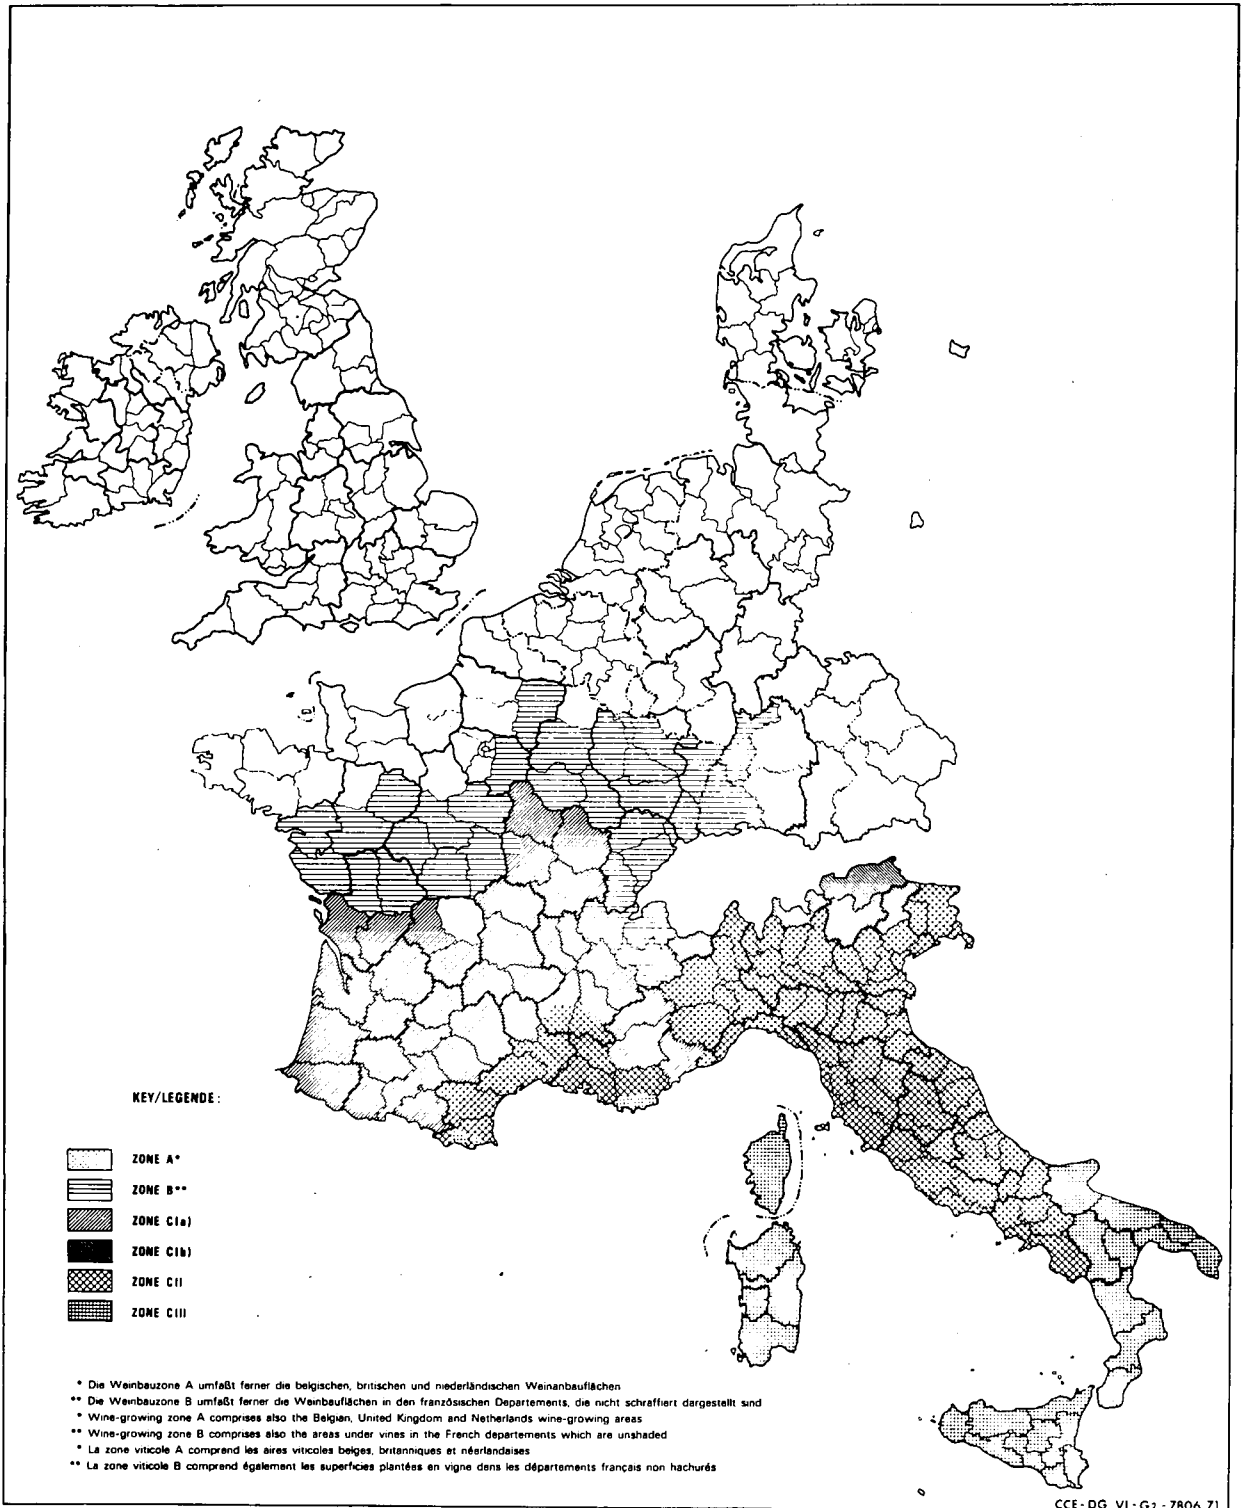 KEY/LEGENDE:
ZONE A*
ZONE B**
ZONE C(a)
ZONE C(b)
ZONE CII
ZONE CIII
* Die Weinbauzone A umfaßt ferner die belgischen, britischen und niederländischen Weinanbauflächen
** Die Weinbauzone B umfaßt ferner die Weinbauflächen in den französischen Departements, die nicht schraffiert dargestellt sind
* Wine-growing zone A comprises also the Belgian, United Kingdom and Netherlands wine-growing areas
** Wine-growing zone B comprises also the areas under vines in the French departements which are unshaded
* La zone viticole A comprend les aires viticoles belges, britanniques et néerlandaises
** La zone viticole B comprend également les superficies plantées en vigne dans les départements français non hachurés
CCE-DG VI-G2-7806.71